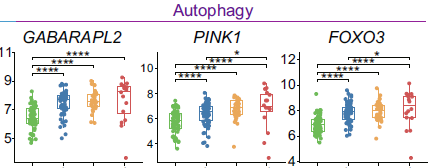 Autophagy
GABARAPL2 PINK1 FOXO3
**** * *
**** **** ****
**** **** ****
11 10 12
9 8 10
7 6 8
5 4 6
4